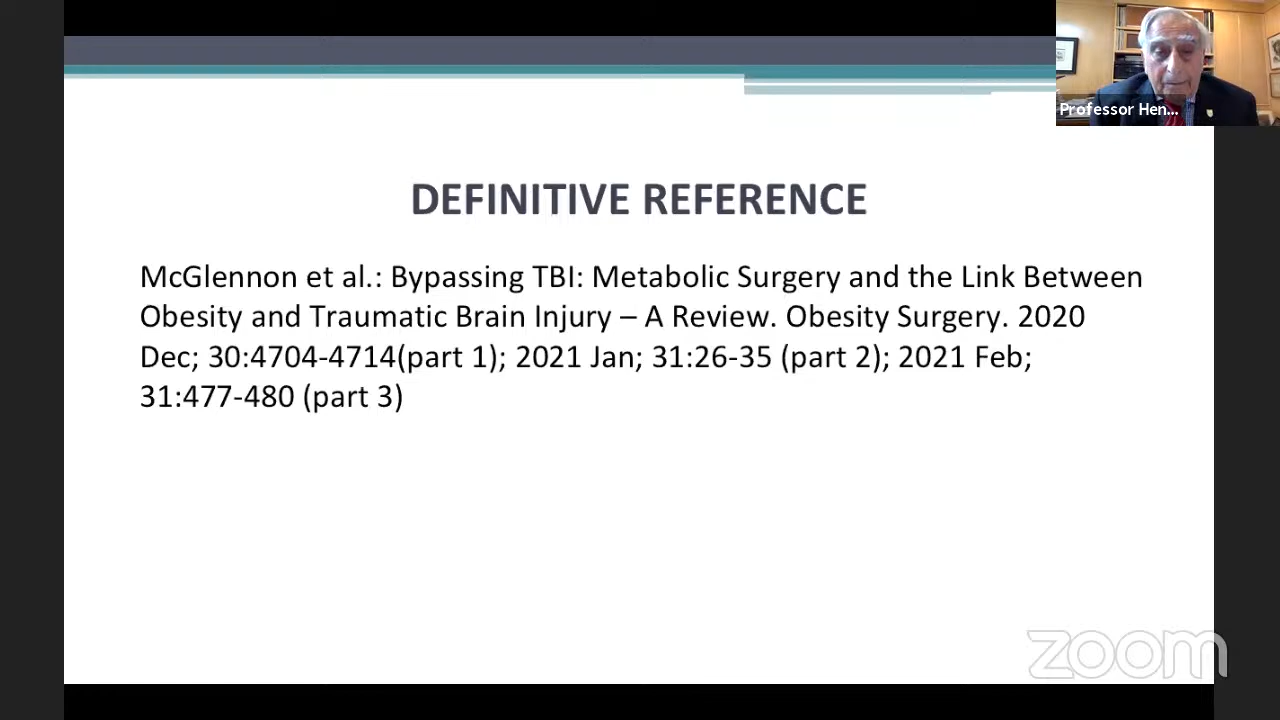 Professor Hen...
DEFINITIVE REFERENCE
McGlennon et al.: Bypassing TBI: Metabolic Surgery and the Link Between
Obesity and Traumatic Brain Injury – A Review. Obesity Surgery. 2020
Dec; 30:4704-4714(part 1); 2021 Jan; 31:26-35 (part 2); 2021 Feb;
31:477-480 (part 3)
zoom